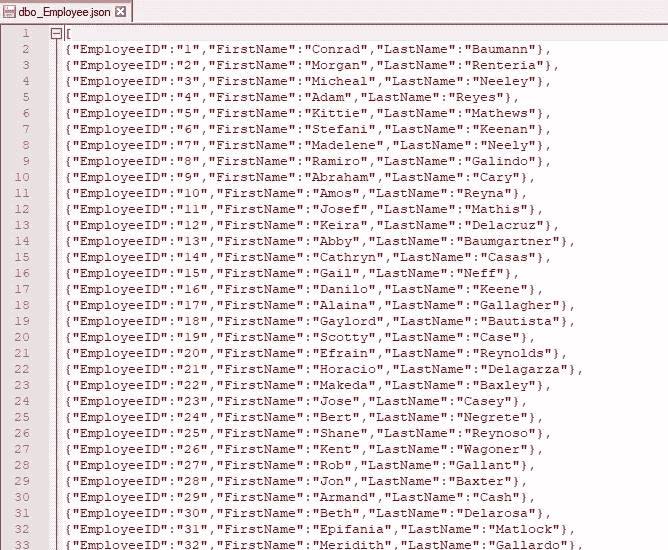 dbo_Employee.json
1 [
2 {"EmployeeID":"1","FirstName":"Conrad","LastName":"Baumann"},
3 {"EmployeeID":"2","FirstName":"Morgan","LastName":"Renteria"},
4 {"EmployeeID":"3","FirstName":"Micheal","LastName":"Neeley"},
5 {"EmployeeID":"4","FirstName":"Adam","LastName":"Reyes"},
6 {"EmployeeID":"5","FirstName":"Kittie","LastName":"Mathews"},
7 {"EmployeeID":"6","FirstName":"Stefani","LastName":"Keenan"},
8 {"EmployeeID":"7","FirstName":"Madelene","LastName":"Neely"},
9 {"EmployeeID":"8","FirstName":"Ramiro","LastName":"Galindo"},
10 {"EmployeeID":"9","FirstName":"Abraham","LastName":"Cary"},
11 {"EmployeeID":"10","FirstName":"Amos","LastName":"Reyna"},
12 {"EmployeeID":"11","FirstName":"Josef","LastName":"Mathis"},
13 {"EmployeeID":"12","FirstName":"Keira","LastName":"Delacruz"},
14 {"EmployeeID":"13","FirstName":"Abby","LastName":"Baumgartner"},
15 {"EmployeeID":"14","FirstName":"Cathryn","LastName":"Casas"},
16 {"EmployeeID":"15","FirstName":"Gail","LastName":"Neff"},
17 {"EmployeeID":"16","FirstName":"Danilo","LastName":"Keene"},
18 {"EmployeeID":"17","FirstName":"Alaina","LastName":"Gallagher"},
19 {"EmployeeID":"18","FirstName":"Gaylord","LastName":"Bautista"},
20 {"EmployeeID":"19","FirstName":"Scotty","LastName":"Case"},
21 {"EmployeeID":"20","FirstName":"Efrain","LastName":"Reynolds"},
22 {"EmployeeID":"21","FirstName":"Horacio","LastName":"Delagarza"},
23 {"EmployeeID":"22","FirstName":"Makeda","LastName":"Baxley"},
24 {"EmployeeID":"23","FirstName":"Jose","LastName":"Casey"},
25 {"EmployeeID":"24","FirstName":"Bert","LastName":"Negrete"},
26 {"EmployeeID":"25","FirstName":"Shane","LastName":"Reynoso"},
27 {"EmployeeID":"26","FirstName":"Kent","LastName":"Wagoner"},
28 {"EmployeeID":"27","FirstName":"Rob","LastName":"Gallant"},
29 {"EmployeeID":"28","FirstName":"Jon","LastName":"Baxter"},
30 {"EmployeeID":"29","FirstName":"Armand","LastName":"Cash"},
31 {"EmployeeID":"30","FirstName":"Beth","LastName":"Delarosa"},
32 {"EmployeeID":"31","FirstName":"Epifania","LastName":"Matlock"},
33 {"EmployeeID":"32","FirstName":"Meridith","LastName":"Gallardo"},